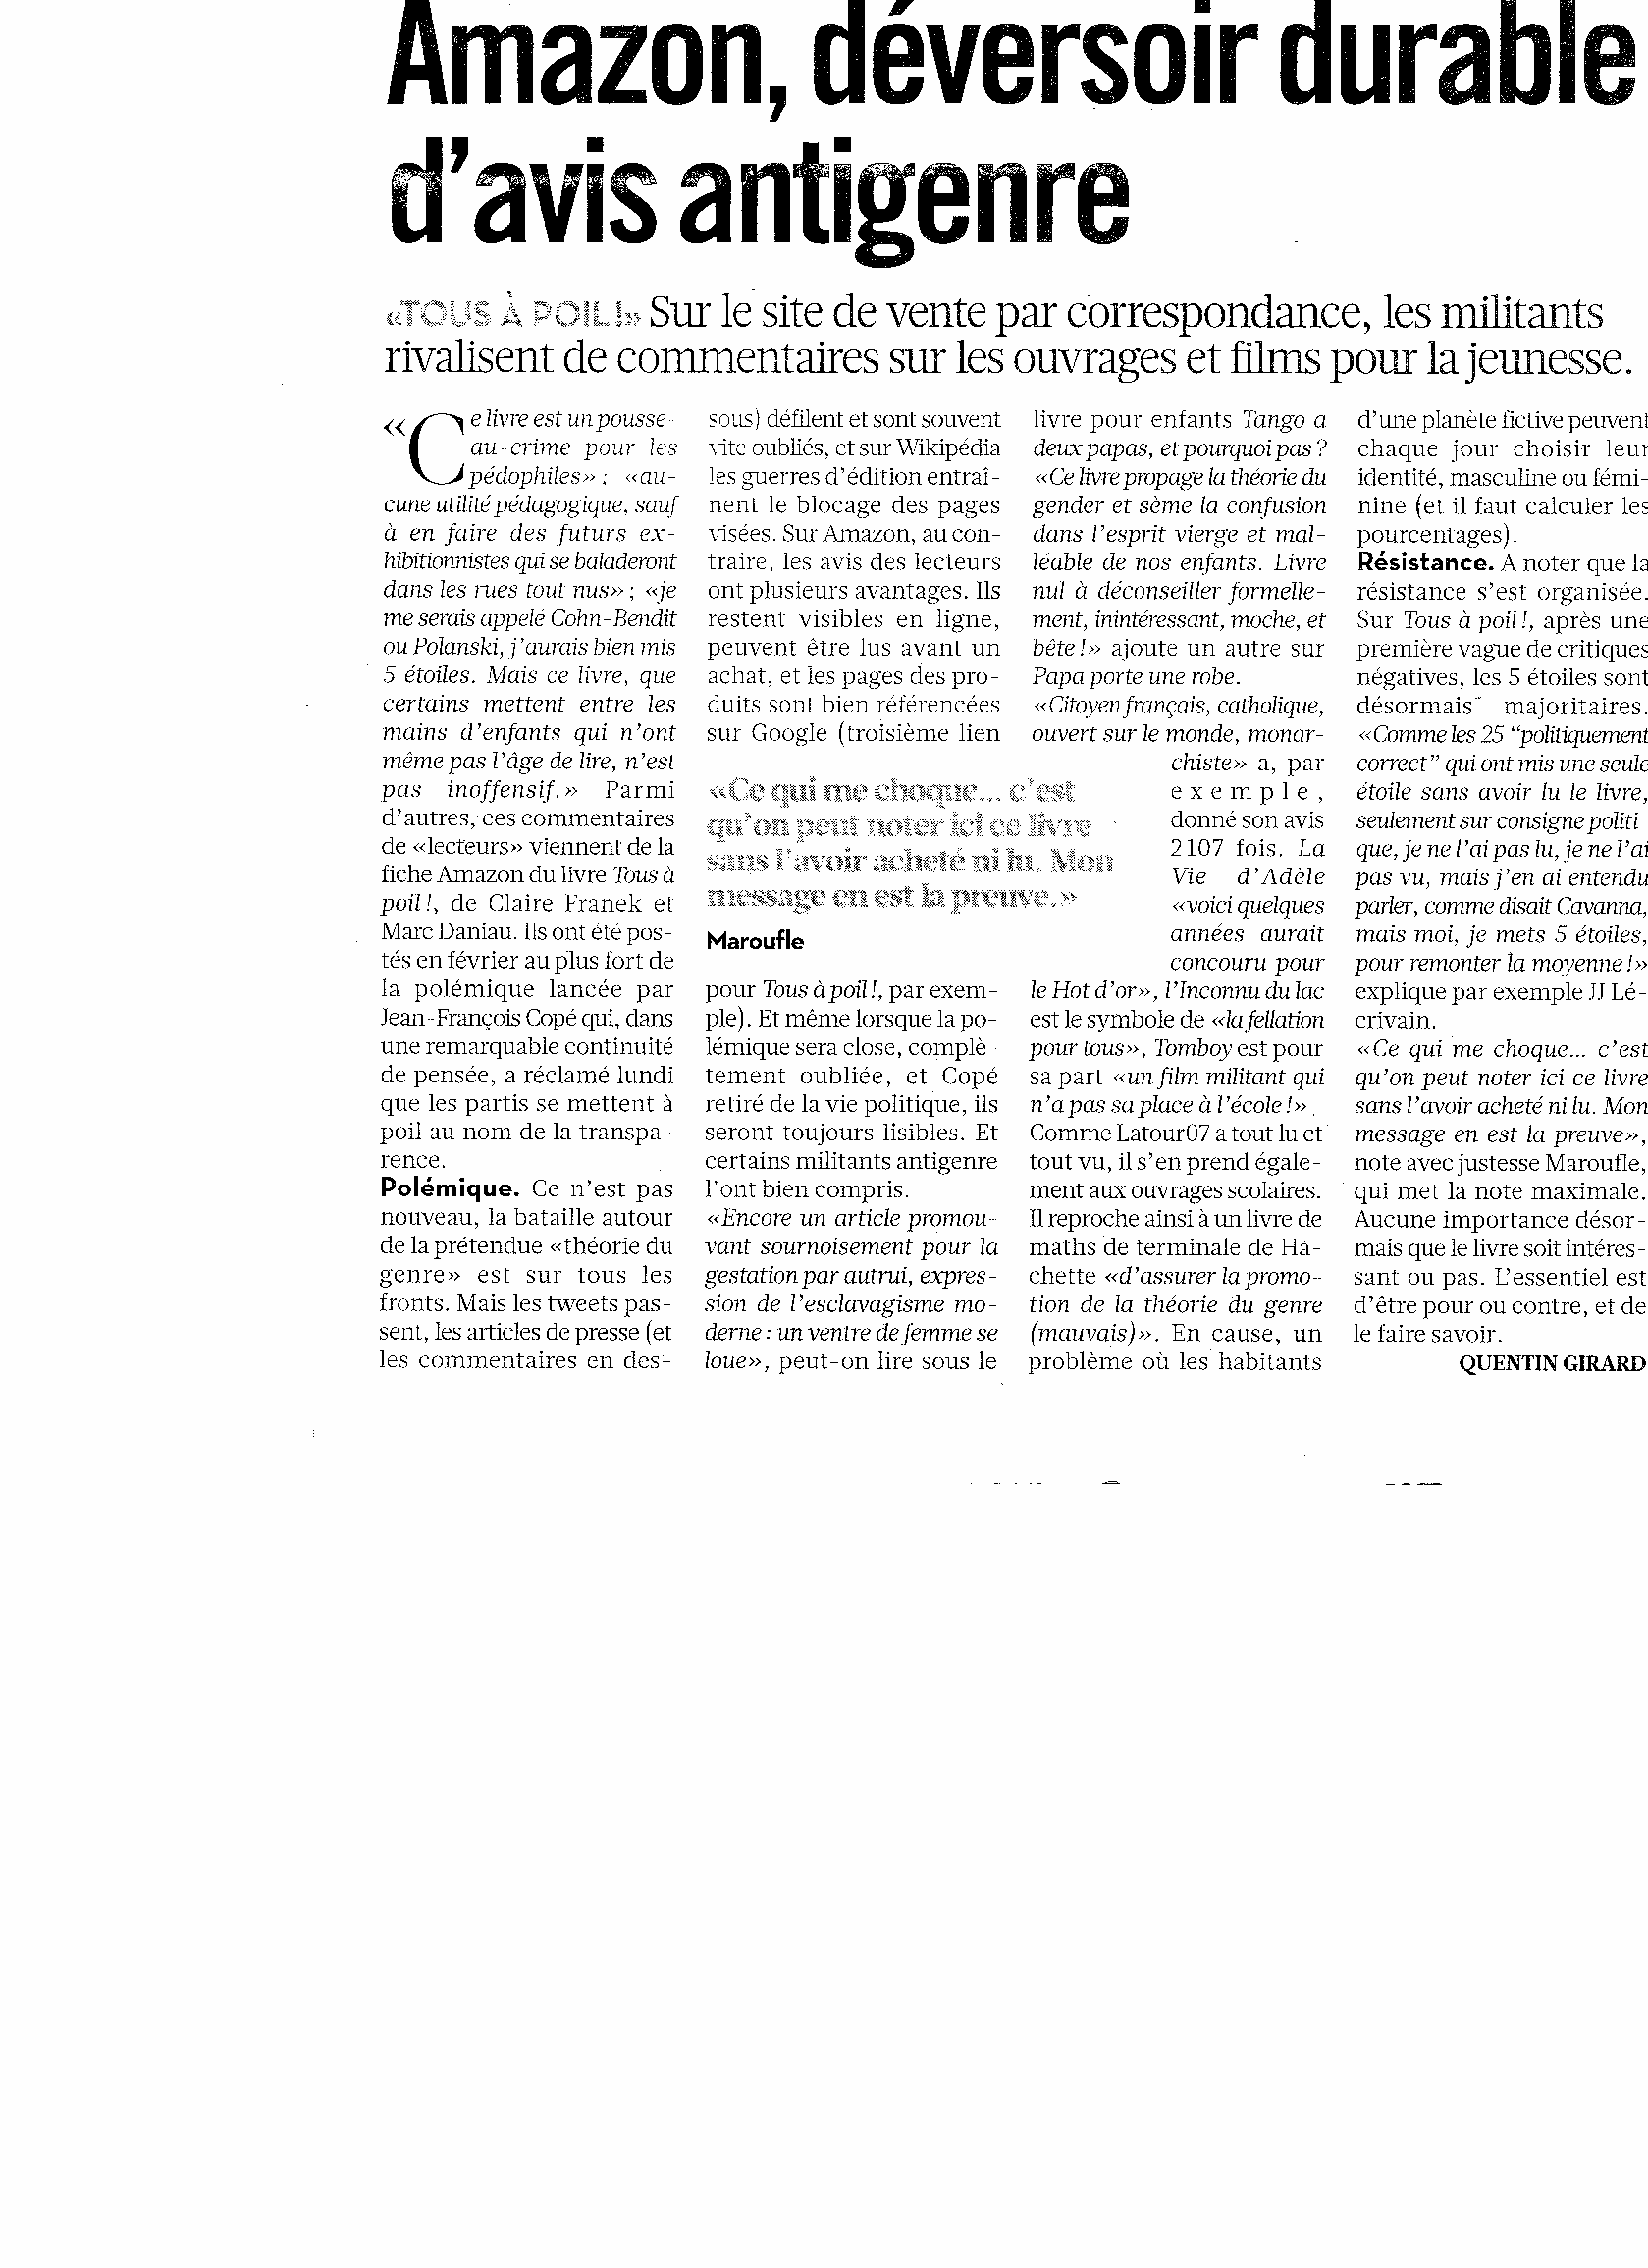 Amazon, déversoir durable
d'avis antigenre
«TOUS À POIL!» Sur le site de vente par correspondance, les militants
rivalisent de commentaires sur les ouvrages et films pour la jeunesse.
«Ce livre est un pousse-
au-crime pour les
pédophiles» ; «au-
cune utilité pédagogique, sauf
à en faire des futurs ex-
hibitionnistes qui se baladeront
dans les rues tout nus» ; «je
me serais appelé Cohn-Bendit
ou Polanski, j'aurais bien mis
5 étoiles. Mais ce livre, que
certains mettent entre les
mains d'enfants qui n'ont
même pas l'âge de lire, n'est
pas inoffensif.» Parmi
d'autres, ces commentaires
de «lecteurs» viennent de la
fiche Amazon du livre Tous à
poil!, de Claire Franek et
Marc Daniau. Ils ont été pos-
tés en février au plus fort de
la polémique lancée par
Jean-François Copé qui, dans
une remarquable continuité
de pensée, a réclamé lundi
que les partis se mettent à
poil au nom de la transpa-
rence.
Polémique. Ce n'est pas
nouveau, la bataille autour
de la prétendue «théorie du
genre» est sur tous les
fronts. Mais les tweets pas-
sent, les articles de presse (et
les commentaires en des-
sous) défilent et sont souvent
vite oubliés, et sur Wikipédia
les guerres d'édition entraî-
nent le blocage des pages
visées. Sur Amazon, au con-
traire, les avis des lecteurs
ont plusieurs avantages. Ils
restent visibles en ligne,
peuvent être lus avant un
achat, et les pages des pro-
duits sont bien référencées
sur Google (troisième lien
«Ce qui me choque... c'est
qu'on peut noter ici ce livre
sans l'avoir acheté ni lu. Mon
message en est la preuve.»
Maroufle
pour Tous à poil!, par exem-
ple). Et même lorsque la po-
lémique sera close, complè-
tement oubliée, et Copé
retiré de la vie politique, ils
seront toujours lisibles. Et
certains militants antigenre
l'ont bien compris.
«Encore un article promou-
vant sournoisement pour la
gestation par autrui, expres-
sion de l'esclavagisme mo-
derne : un ventre de femme se
loue», peut-on lire sous le
livre pour enfants Tango a
deux papas, et pourquoi pas ?
«Ce livre propage la théorie du
gender et sème la confusion
dans l'esprit vierge et mal-
léable de nos enfants. Livre
nul à déconseiller formelle-
ment, inintéressant, moche, et
bête!» ajoute un autre sur
Papa porte une robe.
«Citoyen français, catholique,
ouvert sur le monde, monar-
chiste» a, par
exemple,
donné son avis
2107 fois. La
Vie d'Adèle
«voici quelques
années aurait
concouru pour
le Hot d'or», l'Inconnu du lac
est le symbole de «la fellation
pour tous», Tomboy est pour
sa part «un film militant qui
n'a pas sa place à l'école!».
Comme Latour07 a tout lu et
tout vu, il s'en prend égale-
ment aux ouvrages scolaires.
Il reproche ainsi à un livre de
maths de terminale de Ha-
chette «d'assurer la promo-
tion de la théorie du genre
(mauvais)». En cause, un
problème où les habitants
d'une planète fictive peuvent
chaque jour choisir leur
identité, masculine ou fémi-
nine (et il faut calculer les
pourcentages).
Résistance. A noter que la
résistance s'est organisée.
Sur Tous à poil!, après une
première vague de critiques
négatives, les 5 étoiles sont
désormais majoritaires.
«Comme les 25 "politiquement
correct" qui ont mis une seule
étoile sans avoir lu le livre,
seulement sur consigne politi-
que, je ne l'ai pas lu, je ne l'ai
pas vu, mais j'en ai entendu
parler, comme disait Cavanna,
mais moi, je mets 5 étoiles,
pour remonter la moyenne!»
explique par exemple JJ Lé-
crivain.
«Ce qui me choque... c'est
qu'on peut noter ici ce livre
sans l'avoir acheté ni lu. Mon
message en est la preuve»,
note avec justesse Maroufle,
qui met la note maximale.
Aucune importance désor-
mais que le livre soit intéres-
sant ou pas. L'essentiel est
d'être pour ou contre, et de
le faire savoir.
QUENTIN GIRARD